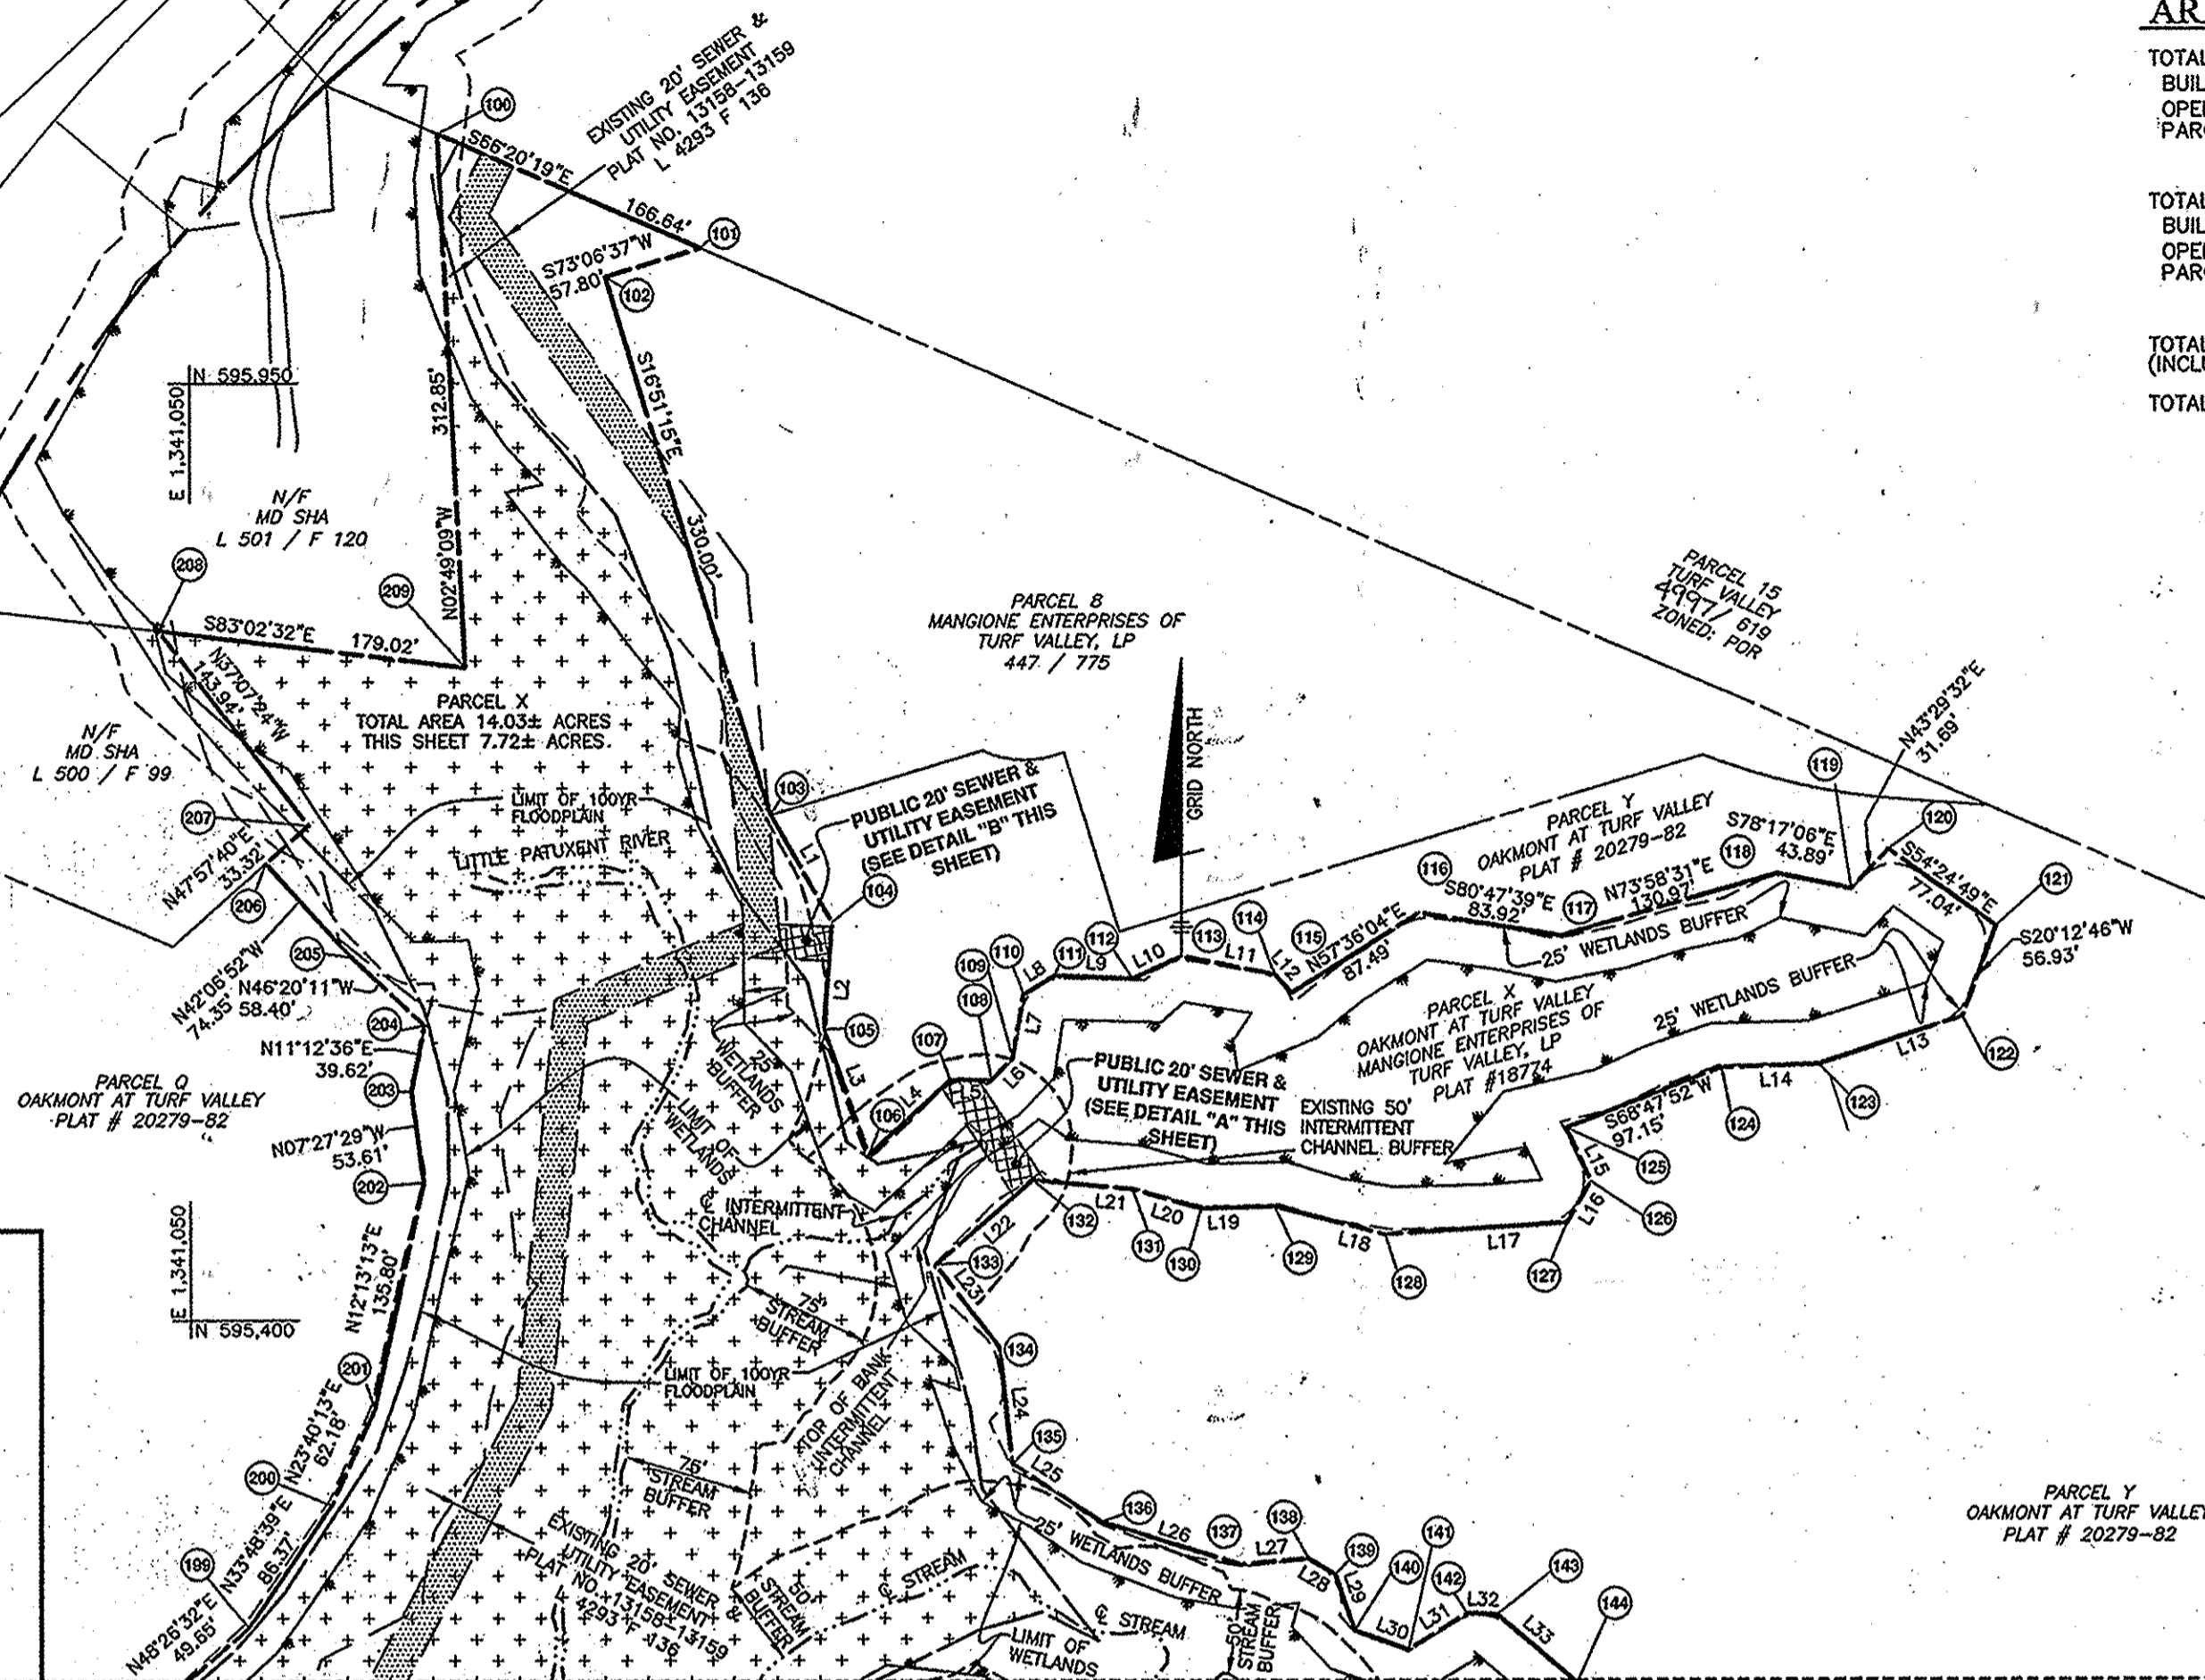 AR
TOTAL
BUIL
OPE
PAR
TOTAL
BUIL
OPE
PAR
TOTAL
(INCLU
TOTAL
EXISTING 20' SEWER &
UTILITY EASEMENT
PLAT NO. 13158-13159
L 4293 F 136
100
S66°20'19"E
166.64'
101
S73°06'37"W
57.80'
102
S16°51'15"E
330.00'
312.85'
N02°49'09"W
N 595,950
E 1,341,050
N/F
MD SHA
L 501 / F 120
208
209
S83°02'32"E
179.02'
N37°07'24"W
143.94'
PARCEL X
TOTAL AREA 14.03± ACRES
THIS SHEET 7.72± ACRES
N/F
MD SHA
L 500 / F 99
PARCEL 8
MANGIONE ENTERPRISES OF
TURF VALLEY, LP
447 / 775
PARCEL 15
TURF VALLEY
4997/ 619
ZONED: POR
GRID NORTH
N43°29'32"E
31.69'
LIMIT OF 100YR
FLOODPLAIN
LITTLE PATUXENT RIVER
103
L1
PUBLIC 20' SEWER &
UTILITY EASEMENT
(SEE DETAIL "B" THIS
SHEET)
104
L2
105
L3
106
L4
107
L5
108
L6
109
L7
110
L8
111
L9
112
L10
113
L11
114
L12
115
N57°36'04"E
87.49'
116
S80°47'39"E
83.92'
117
N73°58'31"E
130.97'
118
S78°17'06"E
43.89'
119
120
S54°24'49"E
77.04'
121
S20°12'46"W
56.93'
122
L13
123
L14
124
S68°47'52"W
97.15'
125
L15
126
L16
127
L17
128
L18
129
L19
130
L20
131
L21
132
L22
133
L23
134
L24
135
L25
136
L26
137
L27
138
L28
139
L29
140
L30
141
L31
142
L32
143
L33
144
PARCEL Y
OAKMONT AT TURF VALLEY
PLAT # 20279-82
25' WETLANDS BUFFER
PARCEL X
OAKMONT AT TURF VALLEY
MANGIONE ENTERPRISES OF
TURF VALLEY, LP
PLAT #18774
25' WETLANDS BUFFER
PUBLIC 20' SEWER &
UTILITY EASEMENT
(SEE DETAIL "A" THIS
SHEET)
EXISTING 50'
INTERMITTENT
CHANNEL BUFFER
207
N47°57'40"E
33.32'
206
N42°06'52"W
74.35'
205
N46°20'11"W
58.40'
204
N11°12'36"E
39.62'
203
N07°27'29"W
53.61'
202
N12°13'13"E
135.80'
201
N23°40'13"E
62.18'
200
N33°48'39"E
86.37'
199
N48°26'32"E
49.65'
PARCEL Q
OAKMONT AT TURF VALLEY
PLAT # 20279-82
E 1,341,050
N 595,400
25'
WETLANDS
BUFFER
LIMIT OF
WETLANDS
℄ INTERMITTENT
CHANNEL
75'
STREAM
BUFFER
LIMIT OF 100YR
FLOODPLAIN
TOP OF BANK
INTERMITTENT
CHANNEL
75'
STREAM
BUFFER
EXISTING 20' SEWER &
UTILITY EASEMENT
PLAT NO. 13158-13159
L 4293 F 136
50'
STREAM
BUFFER
℄ STREAM
25' WETLANDS BUFFER
℄ STREAM
LIMIT OF
WETLANDS
50'
STREAM
BUFFER
PARCEL Y
OAKMONT AT TURF VALLEY
PLAT # 20279-82